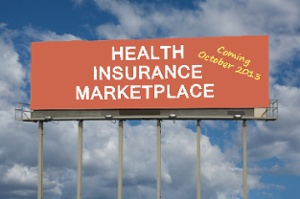 HEALTH
INSURANCE
MARKETPLACE
Coming
October 2013